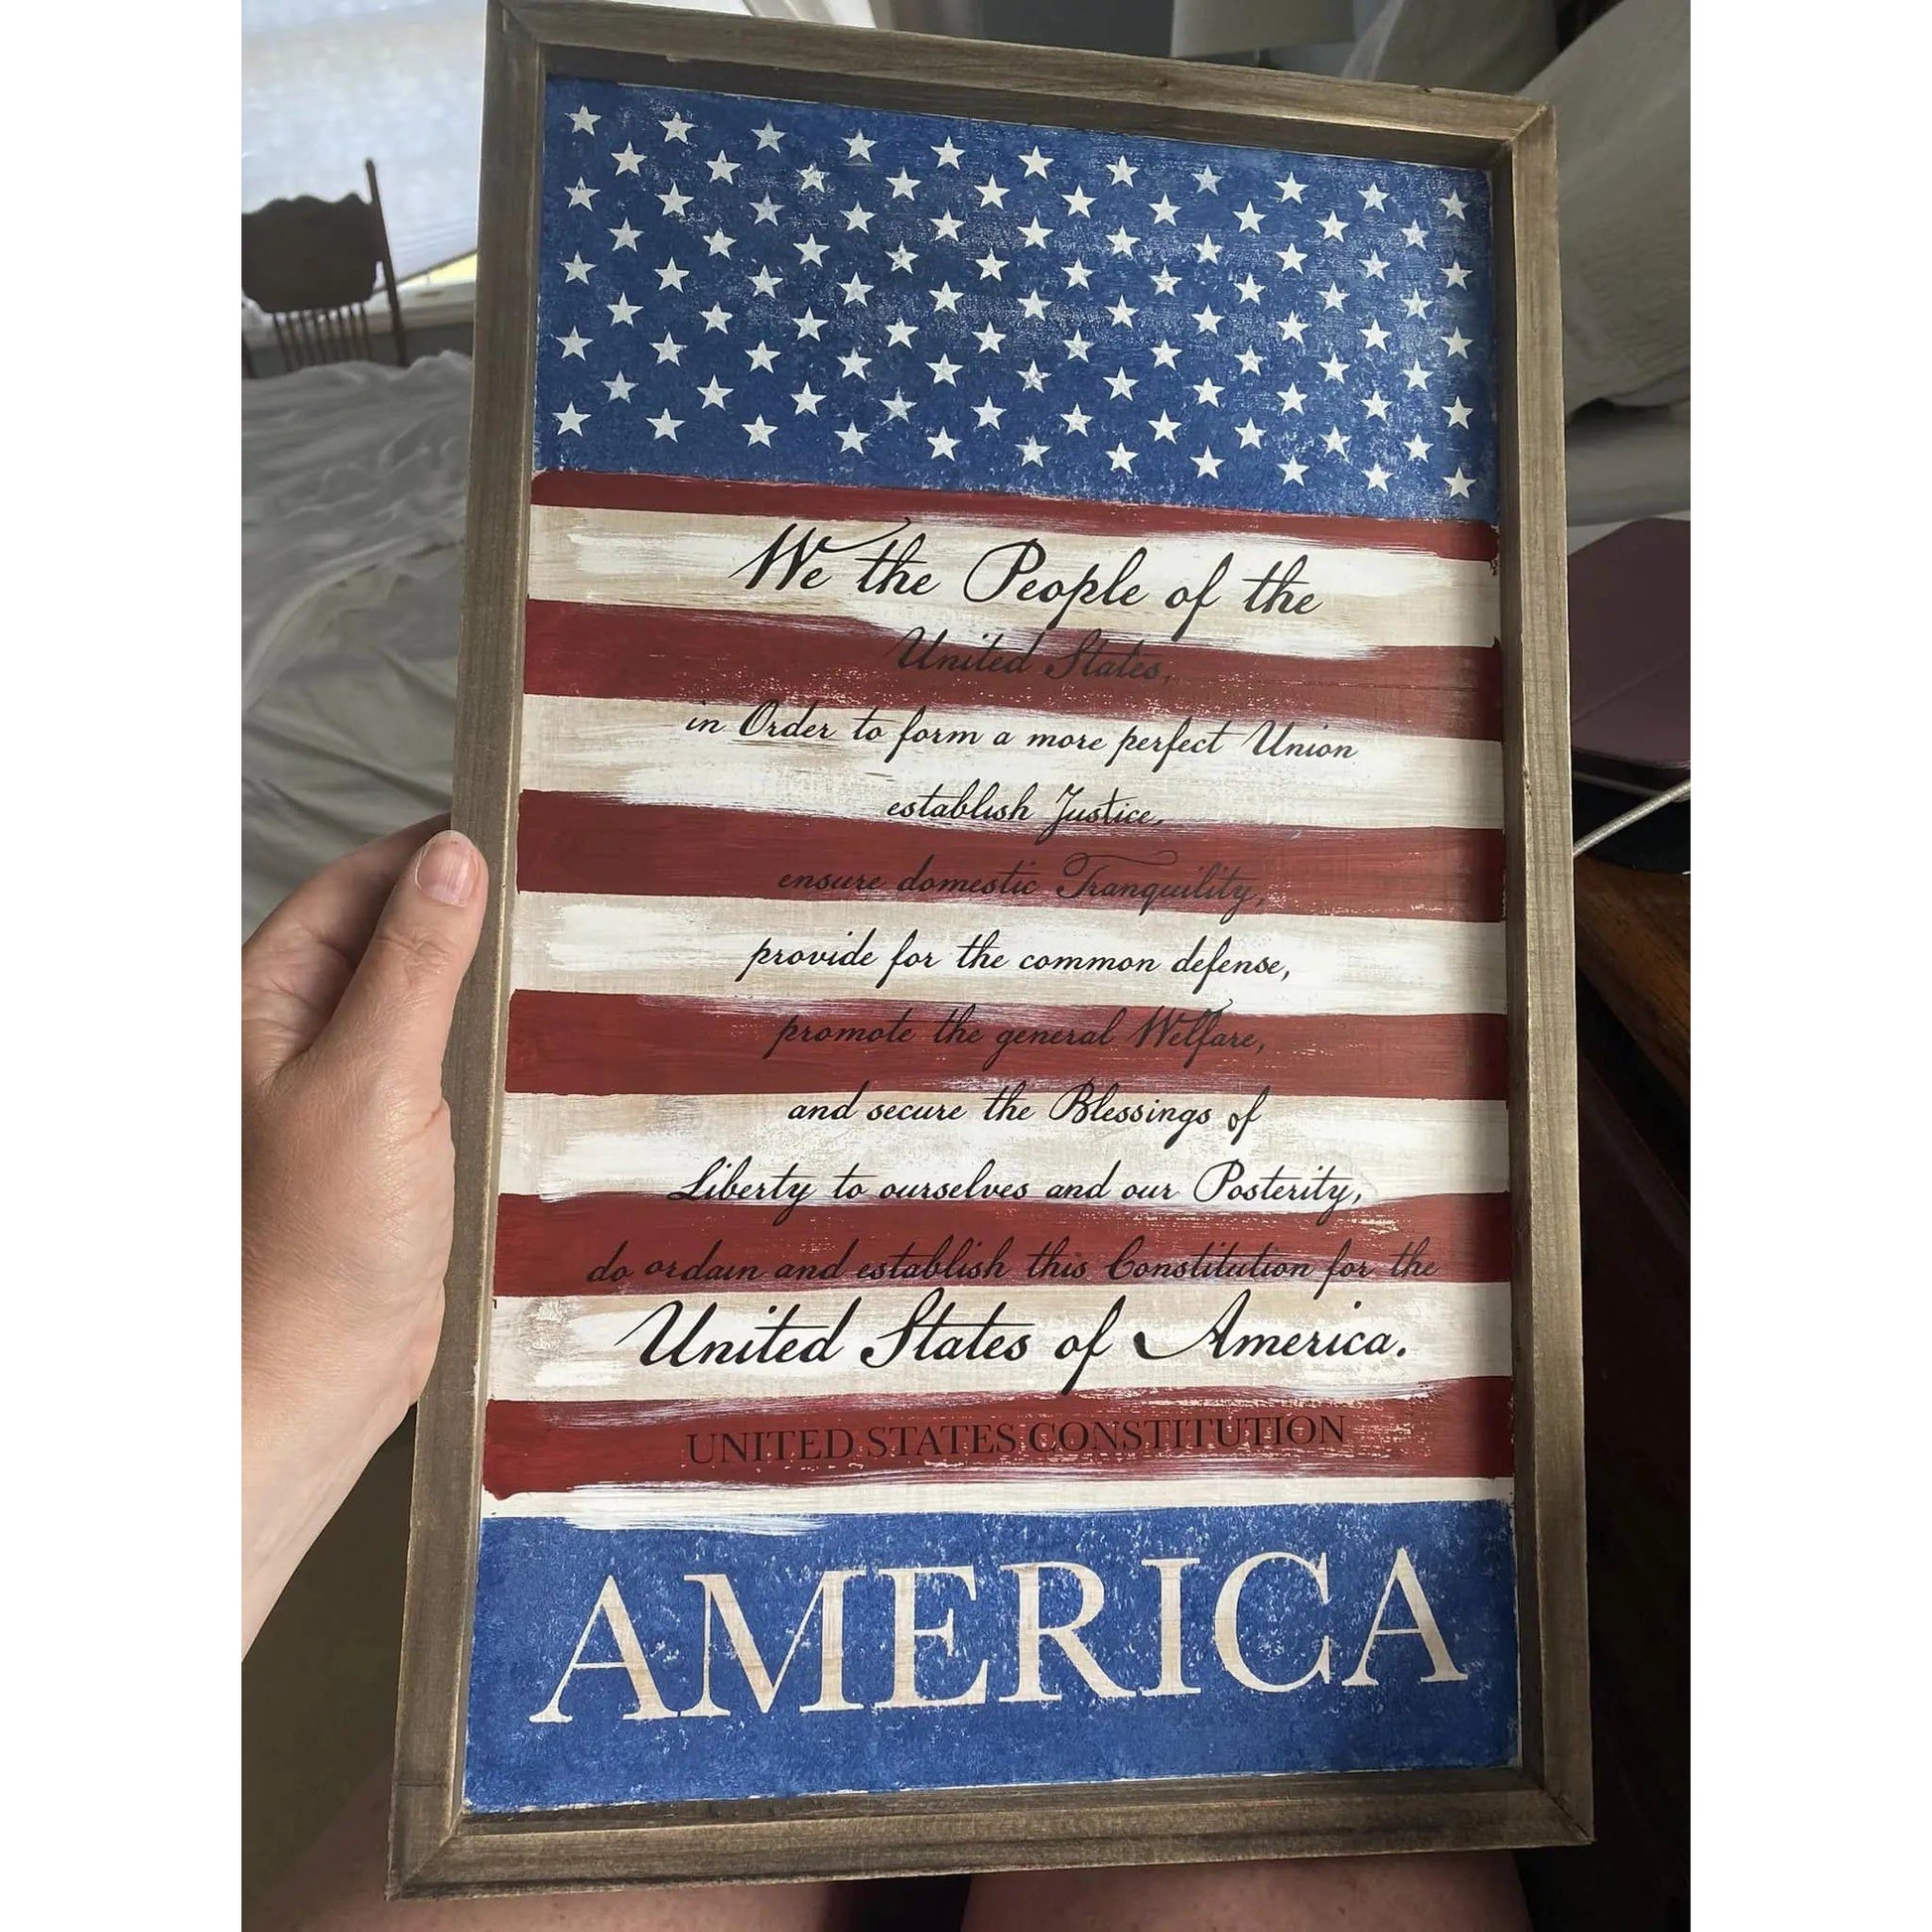 We the People of the
United States,
in Order to form a more perfect Union
establish Justice,
ensure domestic Tranquility,
provide for the common defense,
promote the general Welfare,
and secure the Blessings of
Liberty to ourselves and our Posterity,
do ordain and establish this Constitution for the
United States of America.
UNITED STATES CONSTITUTION
AMERICA